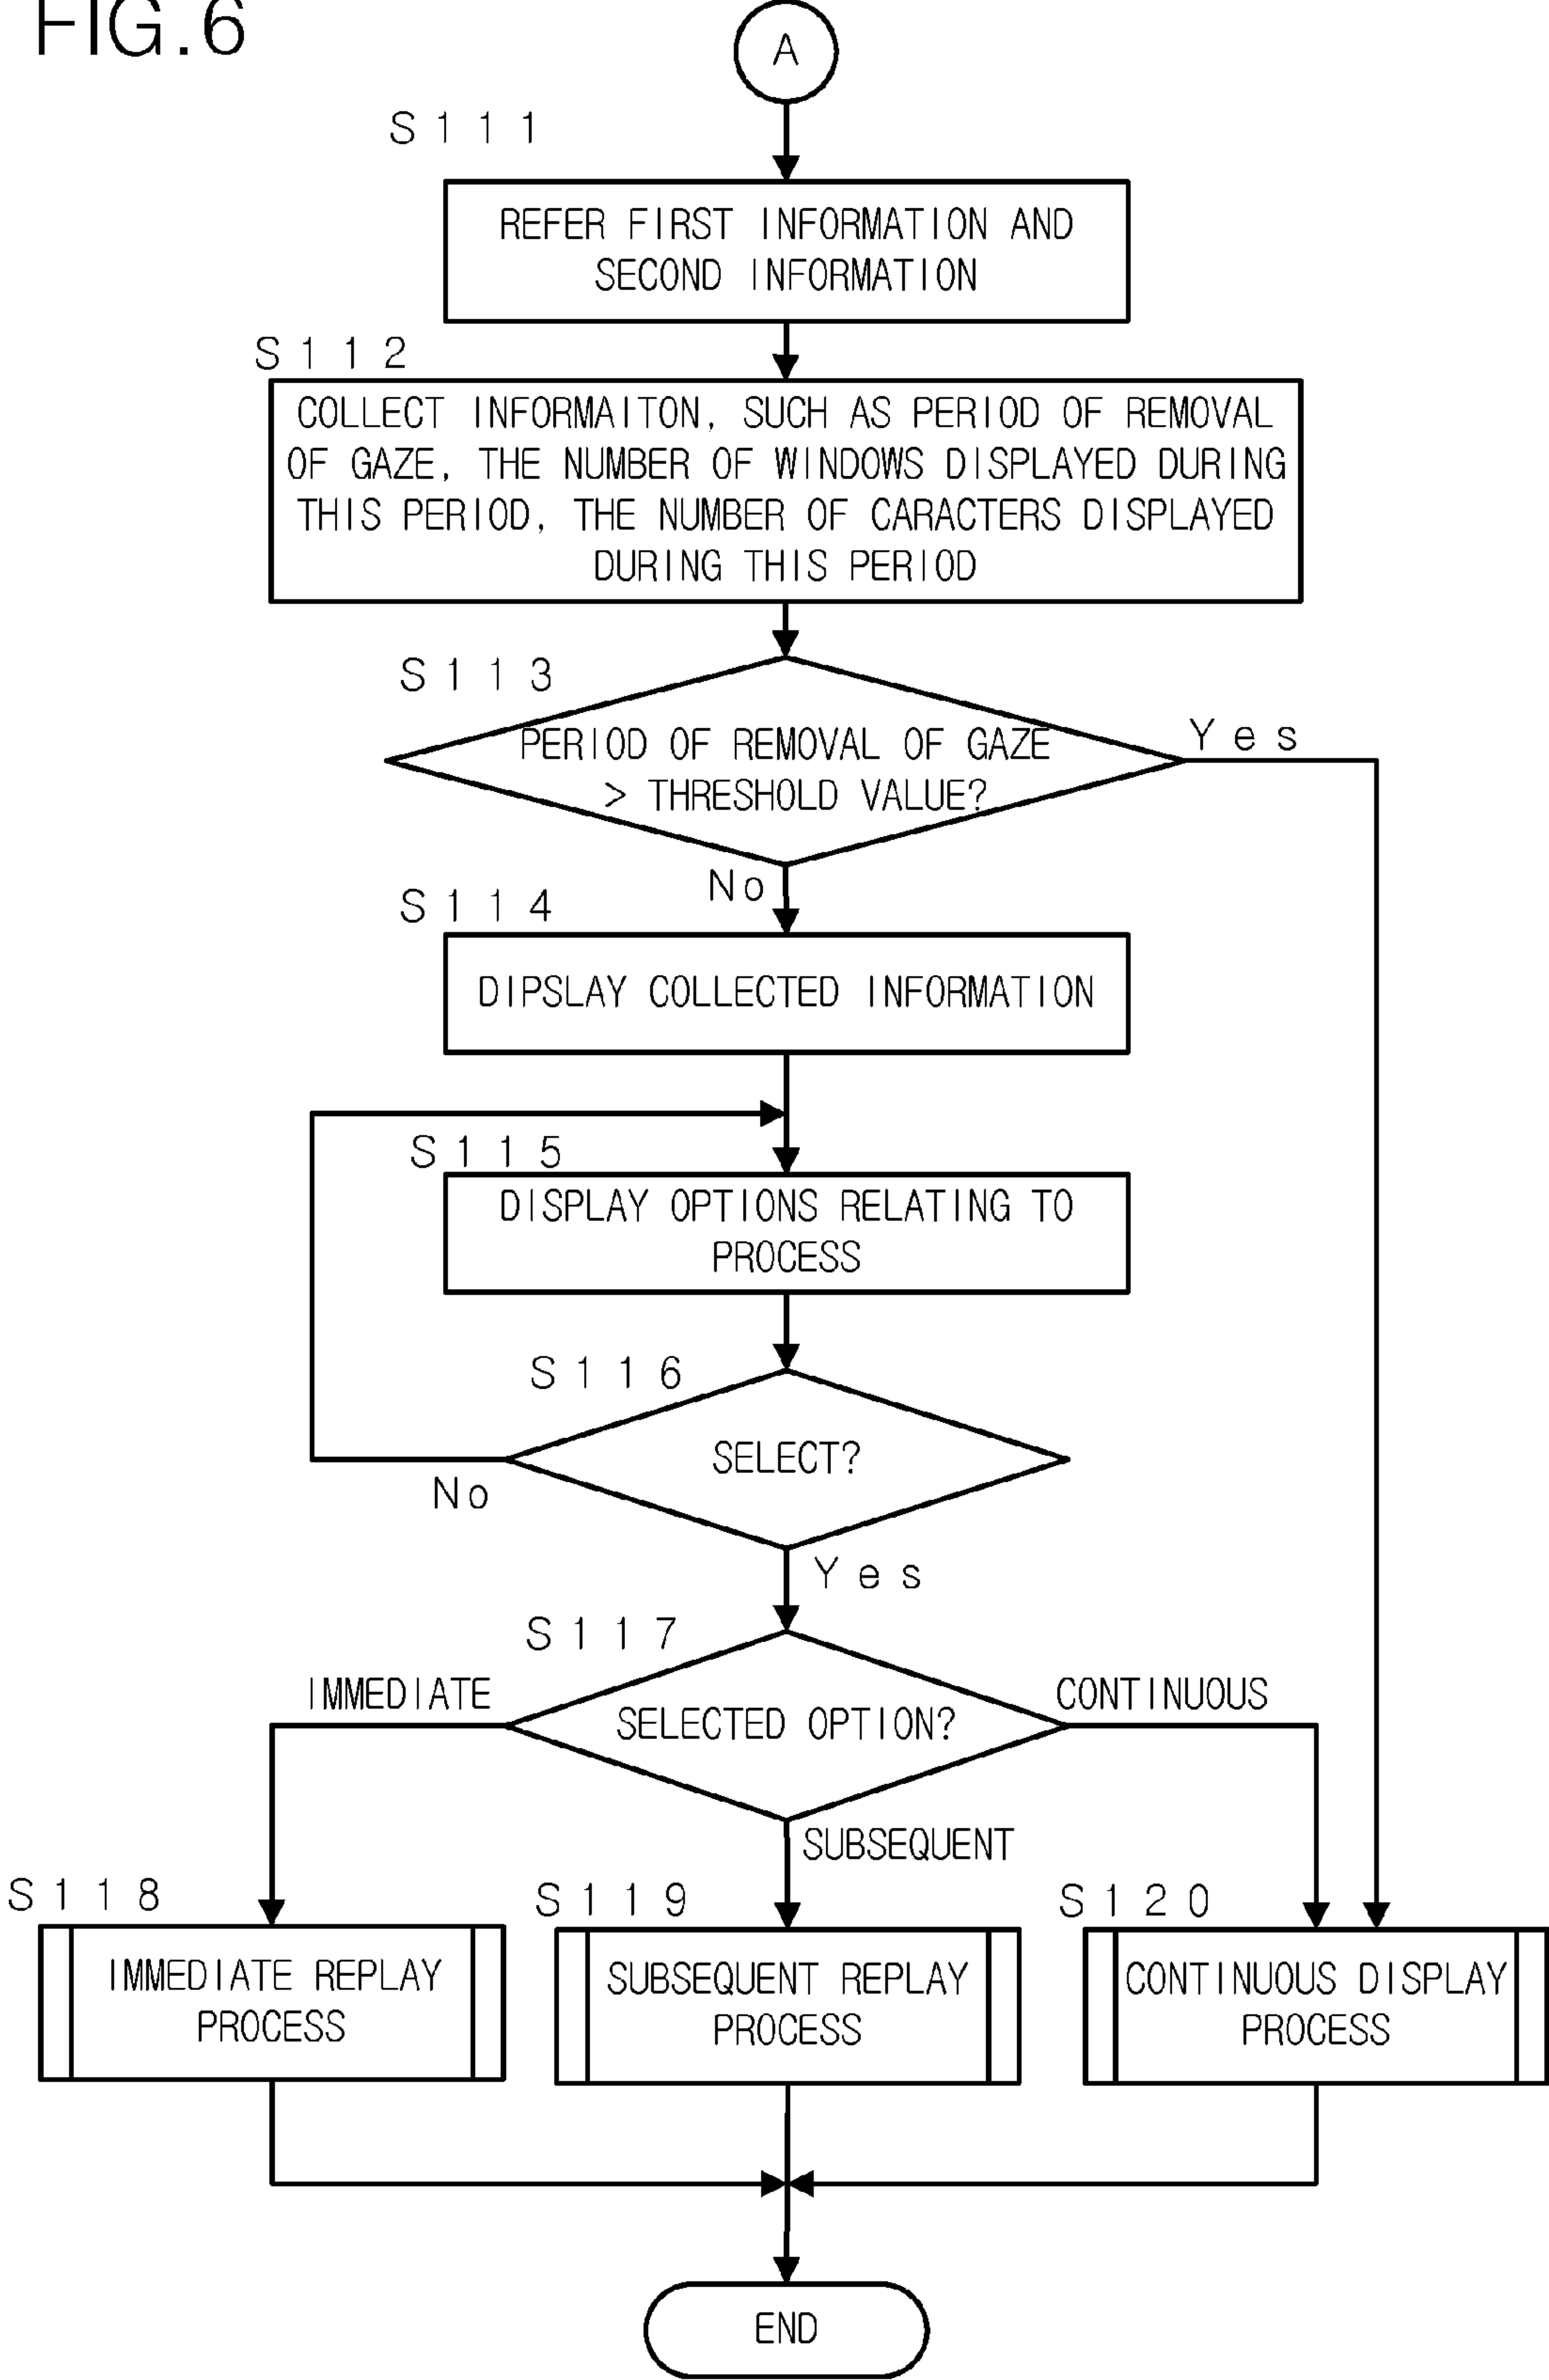 FIG.6
A
S111
REFER FIRST INFORMATION AND
SECOND INFORMATION
S112
COLLECT INFORMAITON, SUCH AS PERIOD OF REMOVAL
OF GAZE, THE NUMBER OF WINDOWS DISPLAYED DURING
THIS PERIOD, THE NUMBER OF CARACTERS DISPLAYED
DURING THIS PERIOD
S113
PERIOD OF REMOVAL OF GAZE
> THRESHOLD VALUE?
Yes
No
S114
DIPSLAY COLLECTED INFORMATION
S115
DISPLAY OPTIONS RELATING TO
PROCESS
S116
SELECT?
No
Yes
S117
IMMEDIATE
SELECTED OPTION?
CONTINUOUS
SUBSEQUENT
S118
IMMEDIATE REPLAY
PROCESS
S119
SUBSEQUENT REPLAY
PROCESS
S120
CONTINUOUS DISPLAY
PROCESS
END